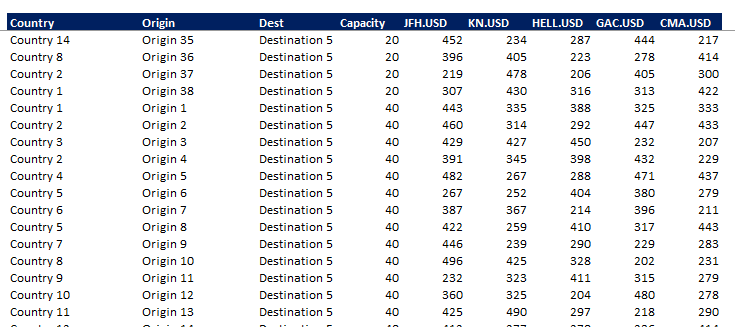 Country Origin Dest Capacity JFH.USD KN.USD HELL.USD GAC.USD CMA.USD
Country 14 Origin 35 Destination 5 20 452 234 287 444 217
Country 8 Origin 36 Destination 5 20 396 405 223 278 414
Country 2 Origin 37 Destination 5 20 219 478 206 405 300
Country 1 Origin 38 Destination 5 20 307 430 316 313 422
Country 1 Origin 1 Destination 5 40 443 335 388 325 333
Country 2 Origin 2 Destination 5 40 460 314 292 447 433
Country 3 Origin 3 Destination 5 40 429 427 450 232 207
Country 2 Origin 4 Destination 5 40 391 345 398 432 229
Country 4 Origin 5 Destination 5 40 482 267 288 471 437
Country 5 Origin 6 Destination 5 40 267 252 404 380 279
Country 6 Origin 7 Destination 5 40 387 367 214 396 211
Country 5 Origin 8 Destination 5 40 422 259 410 317 443
Country 7 Origin 9 Destination 5 40 446 239 290 229 283
Country 8 Origin 10 Destination 5 40 496 425 328 202 231
Country 9 Origin 11 Destination 5 40 232 323 411 315 279
Country 10 Origin 12 Destination 5 40 360 325 204 480 278
Country 11 Origin 13 Destination 5 40 425 490 297 218 290